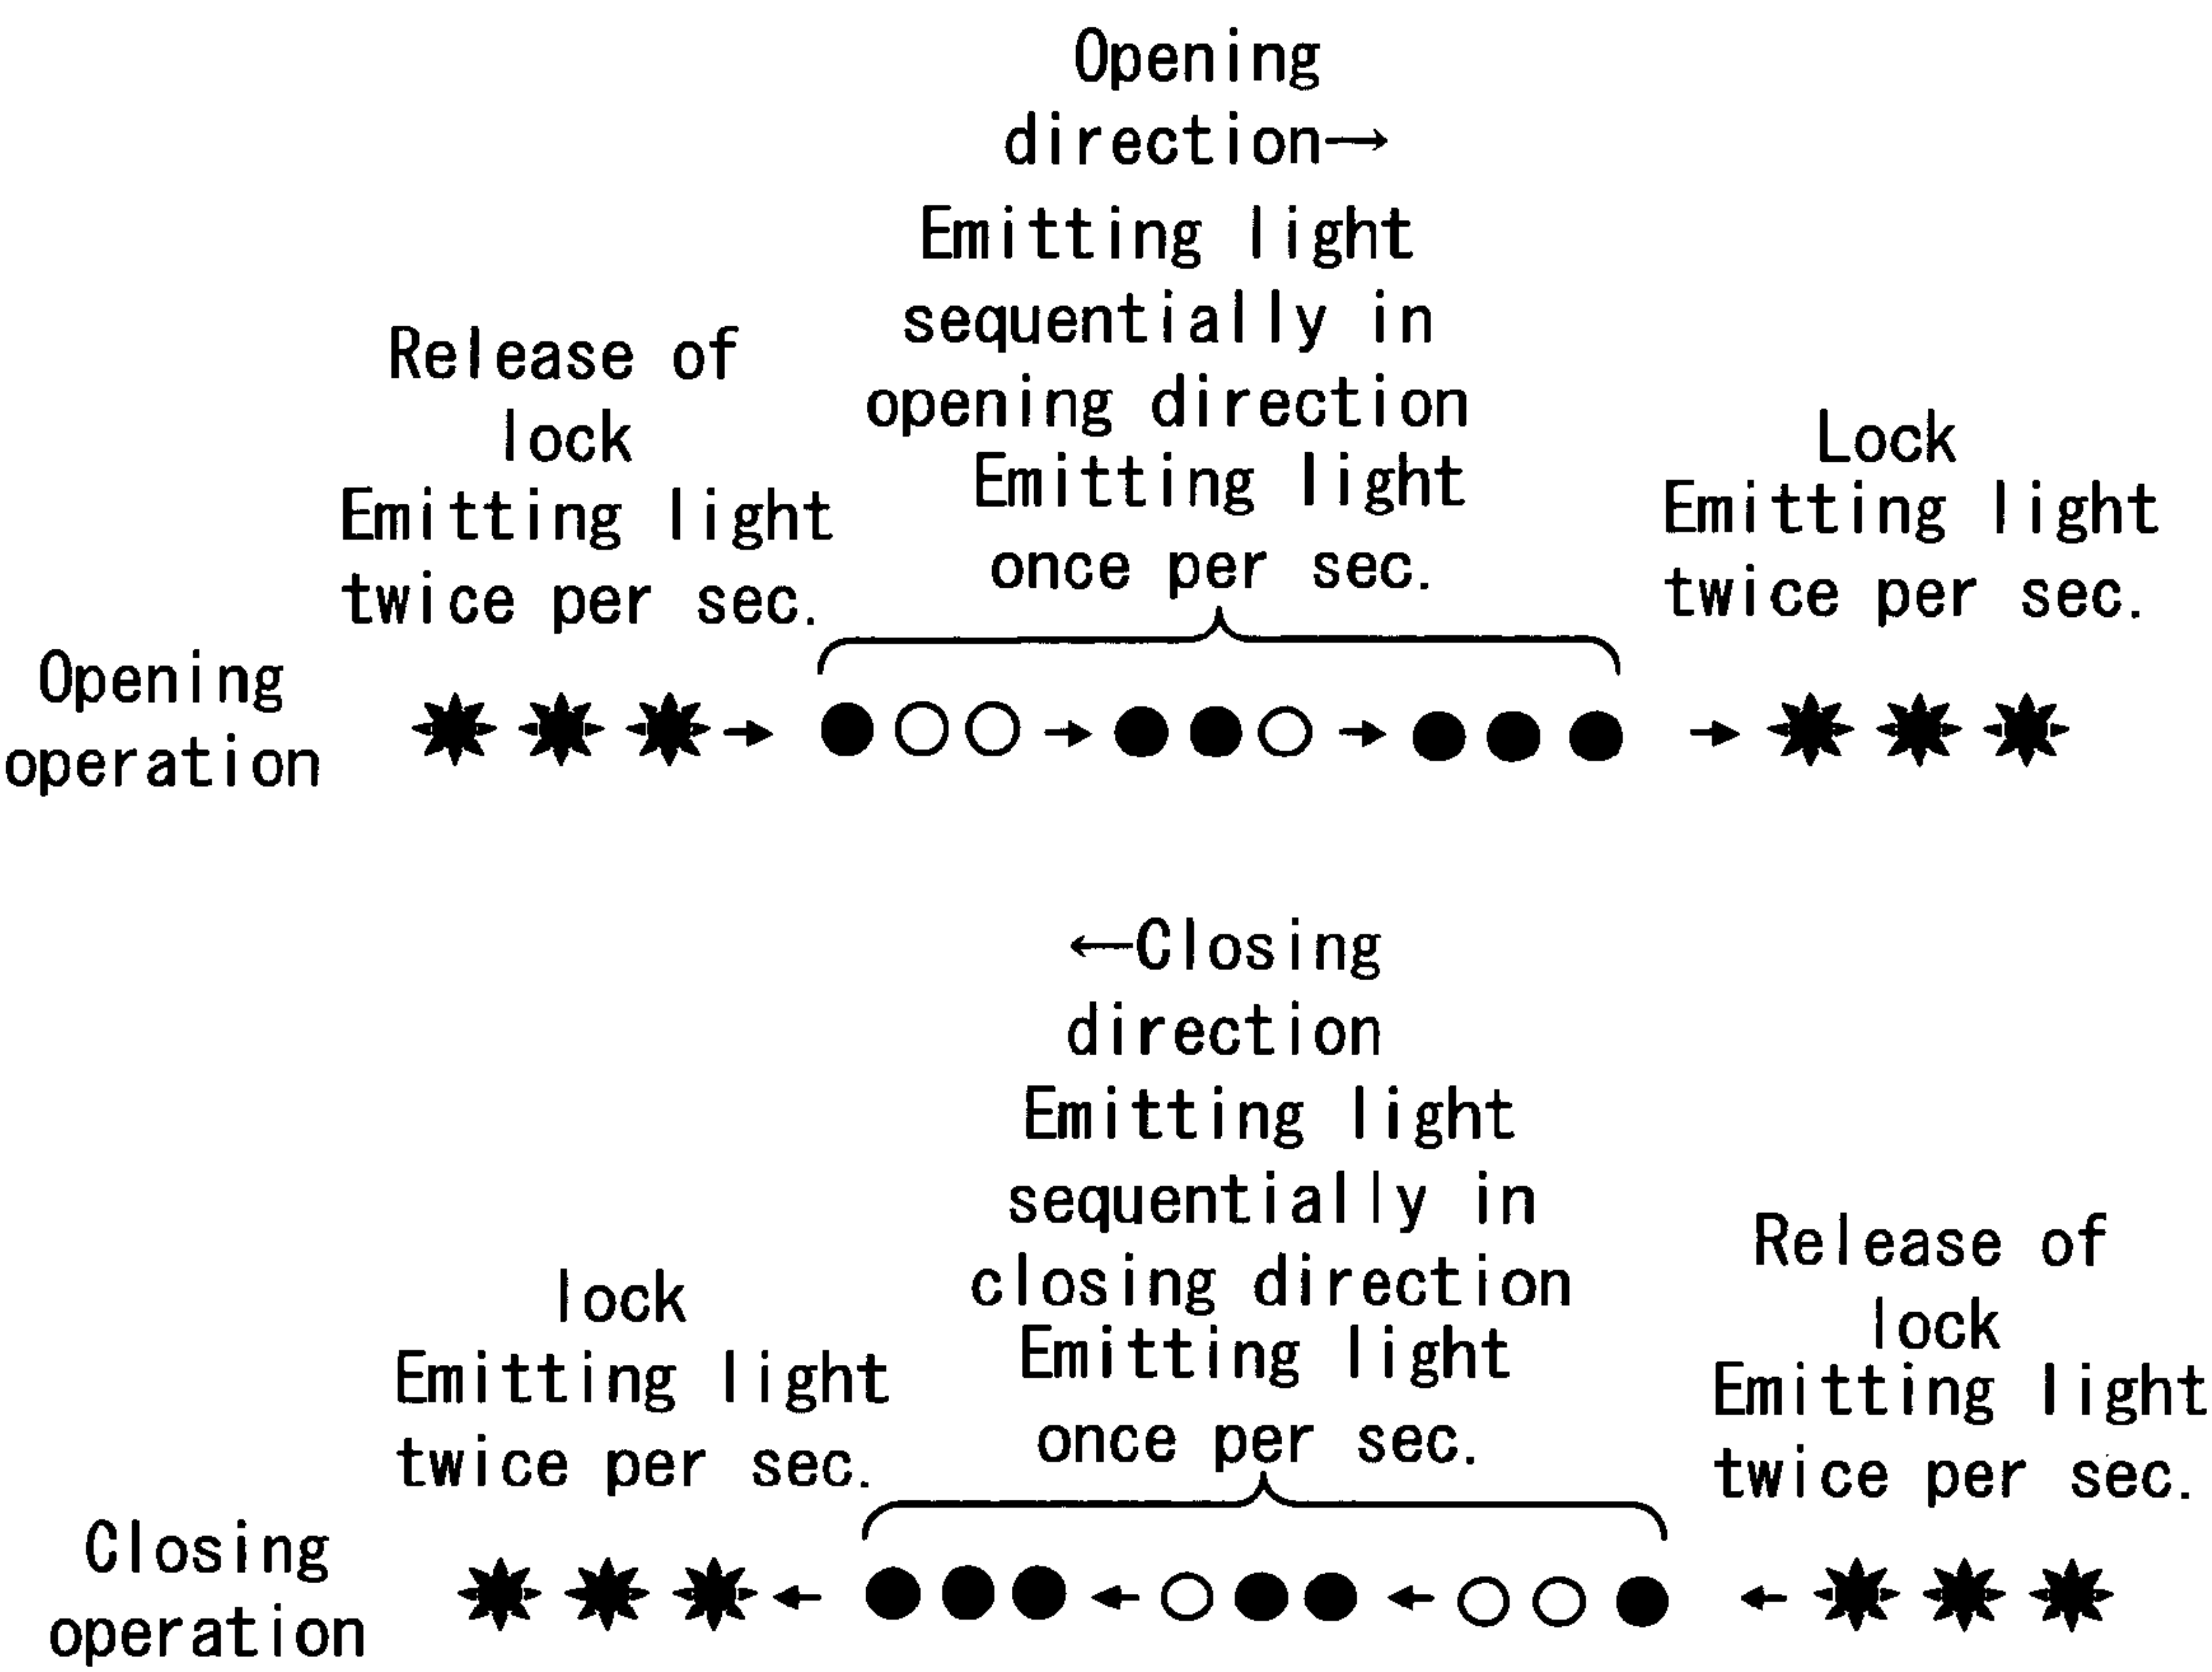 Opening
direction→
Emitting light
sequentially in
opening direction
Emitting light
once per sec.
Release of
lock
Emitting light
twice per sec.
Lock
Emitting light
twice per sec.
Opening
operation
←Closing
direction
Emitting light
sequentially in
closing direction
Emitting light
once per sec.
lock
Emitting light
twice per sec.
Release of
lock
Emitting light
twice per sec.
Closing
operation